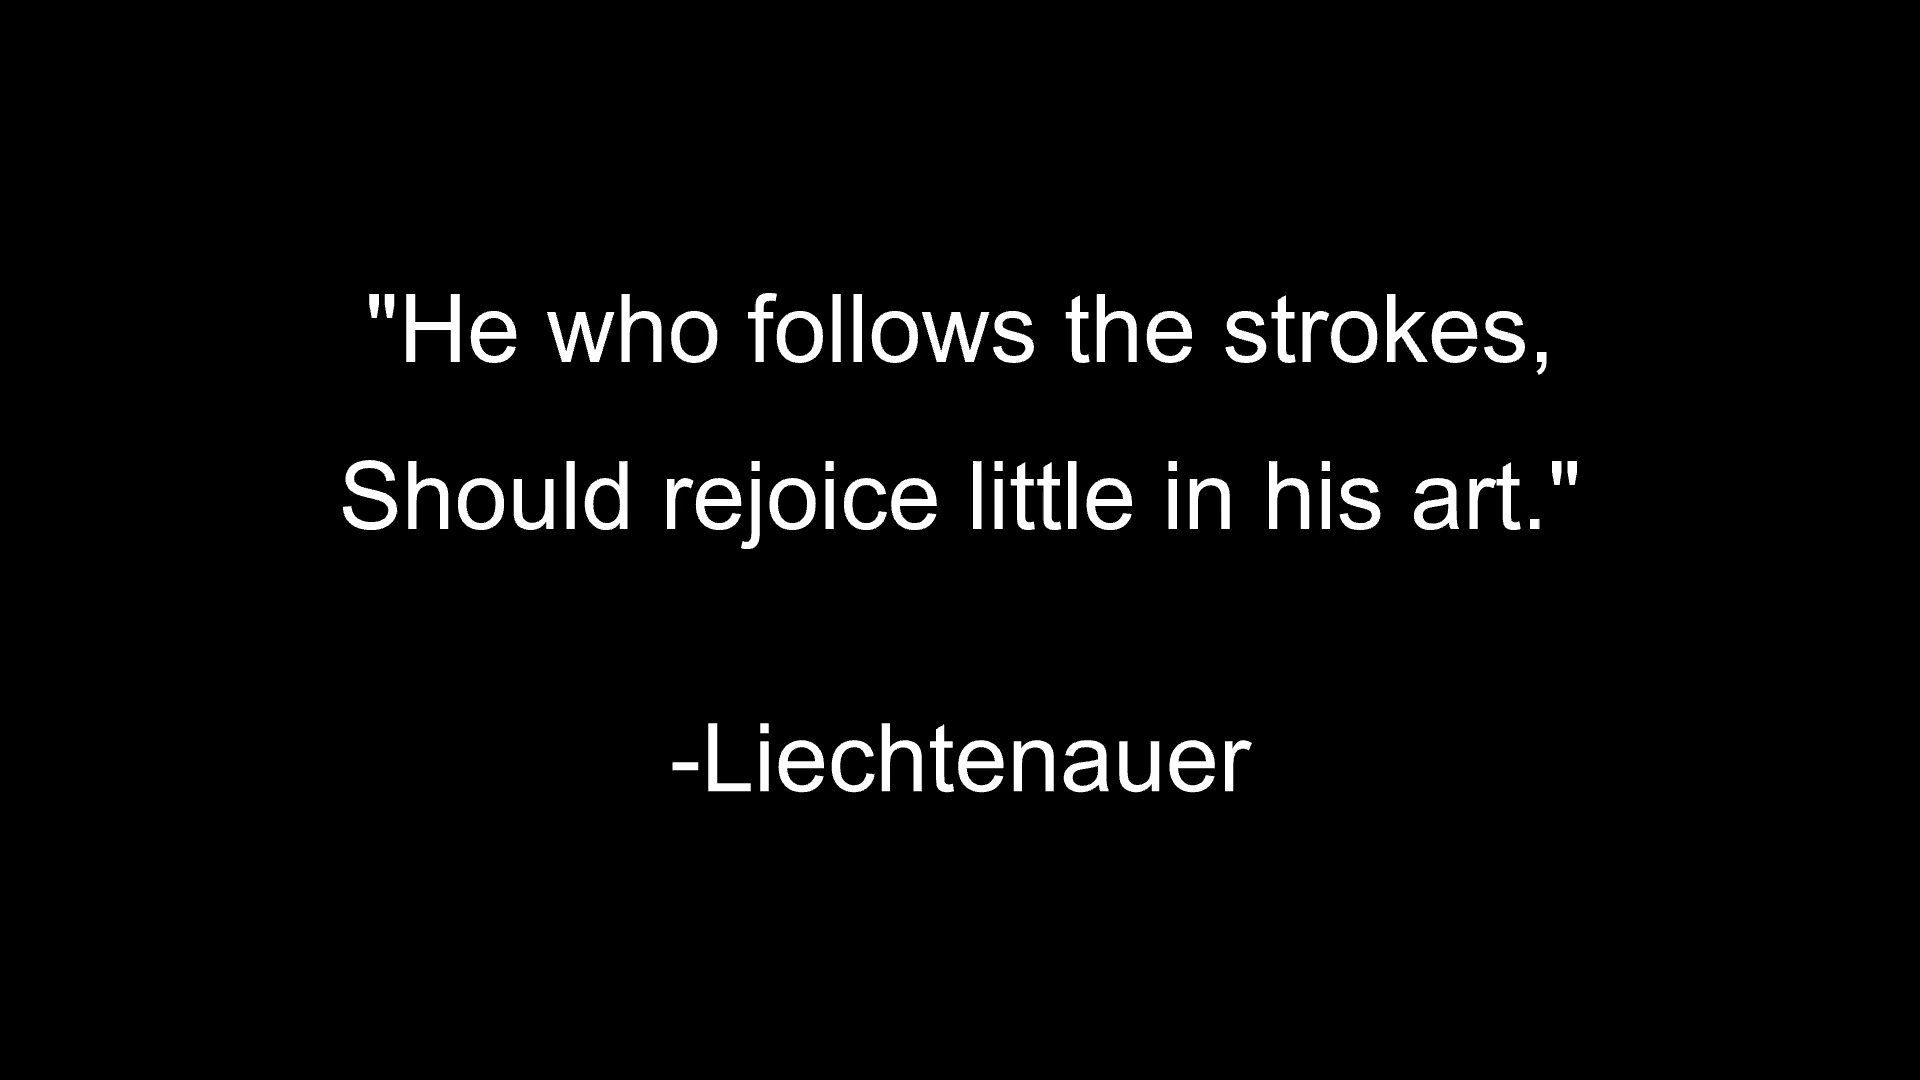 "He who follows the strokes,
Should rejoice little in his art."
-Liechtenauer